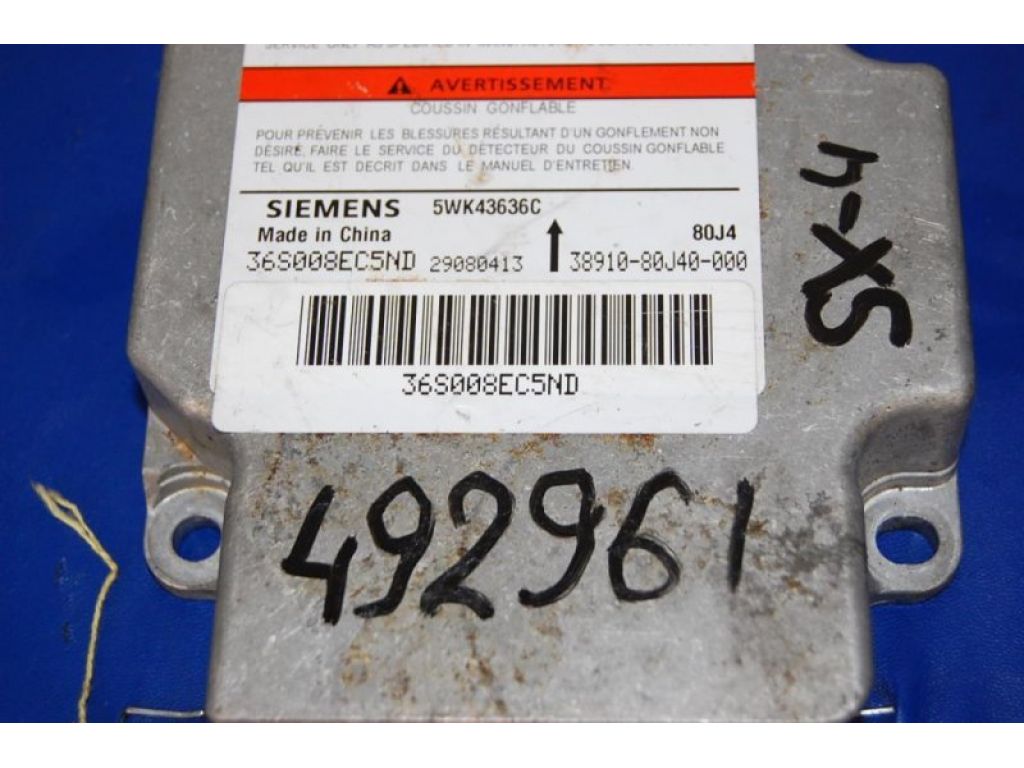 AVERTISSEMENT
COUSSIN GONFLABLE
POUR PRÉVENIR LES BLESSURES RÉSULTANT D'UN GONFLEMENT NON
DÉSIRÉ, FAIRE LE SERVICE DU DÉTECTEUR DU COUSSIN GONFLABLE
TEL QU'IL EST DECRIT DANS LE MANUEL D'ENTRETIEN.
SIEMENS 5WK43636C
Made in China 80J4
36S008EC5ND 29080413 38910-80J40-000
36S008EC5ND
SX-4
492961